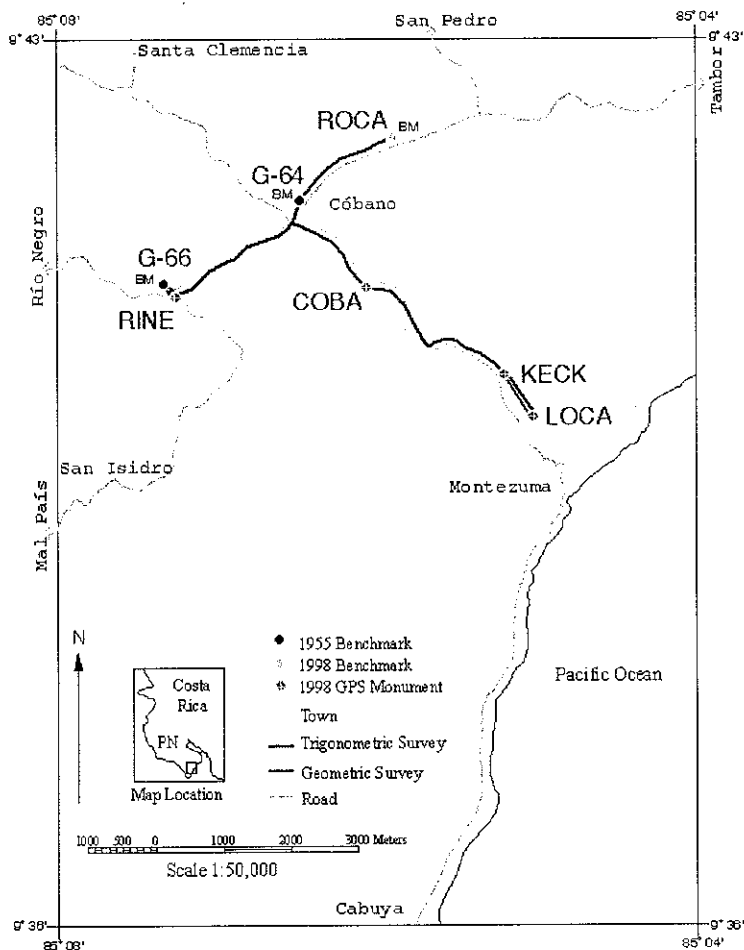 85° 08'
San Pedro
85° 04'
9° 43'
9° 43'
Santa Clemencia
Tambor
ROCA
BM
G-64
BM
Cóbano
Río Negro
G-66
BM
RINE
COBA
KECK
LOCA
San Isidro
Montezuma
Mal País
N
1955 Benchmark
1998 Benchmark
1998 GPS Monument
Town
Trigonometric Survey
Geometric Survey
Road
Pacific Ocean
Costa
Rica
PN
Map Location
1000 500 0 1000 2000 3000 Meters
Scale 1:50,000
Cabuya
9° 36'
9° 36'
85° 08'
85° 04'